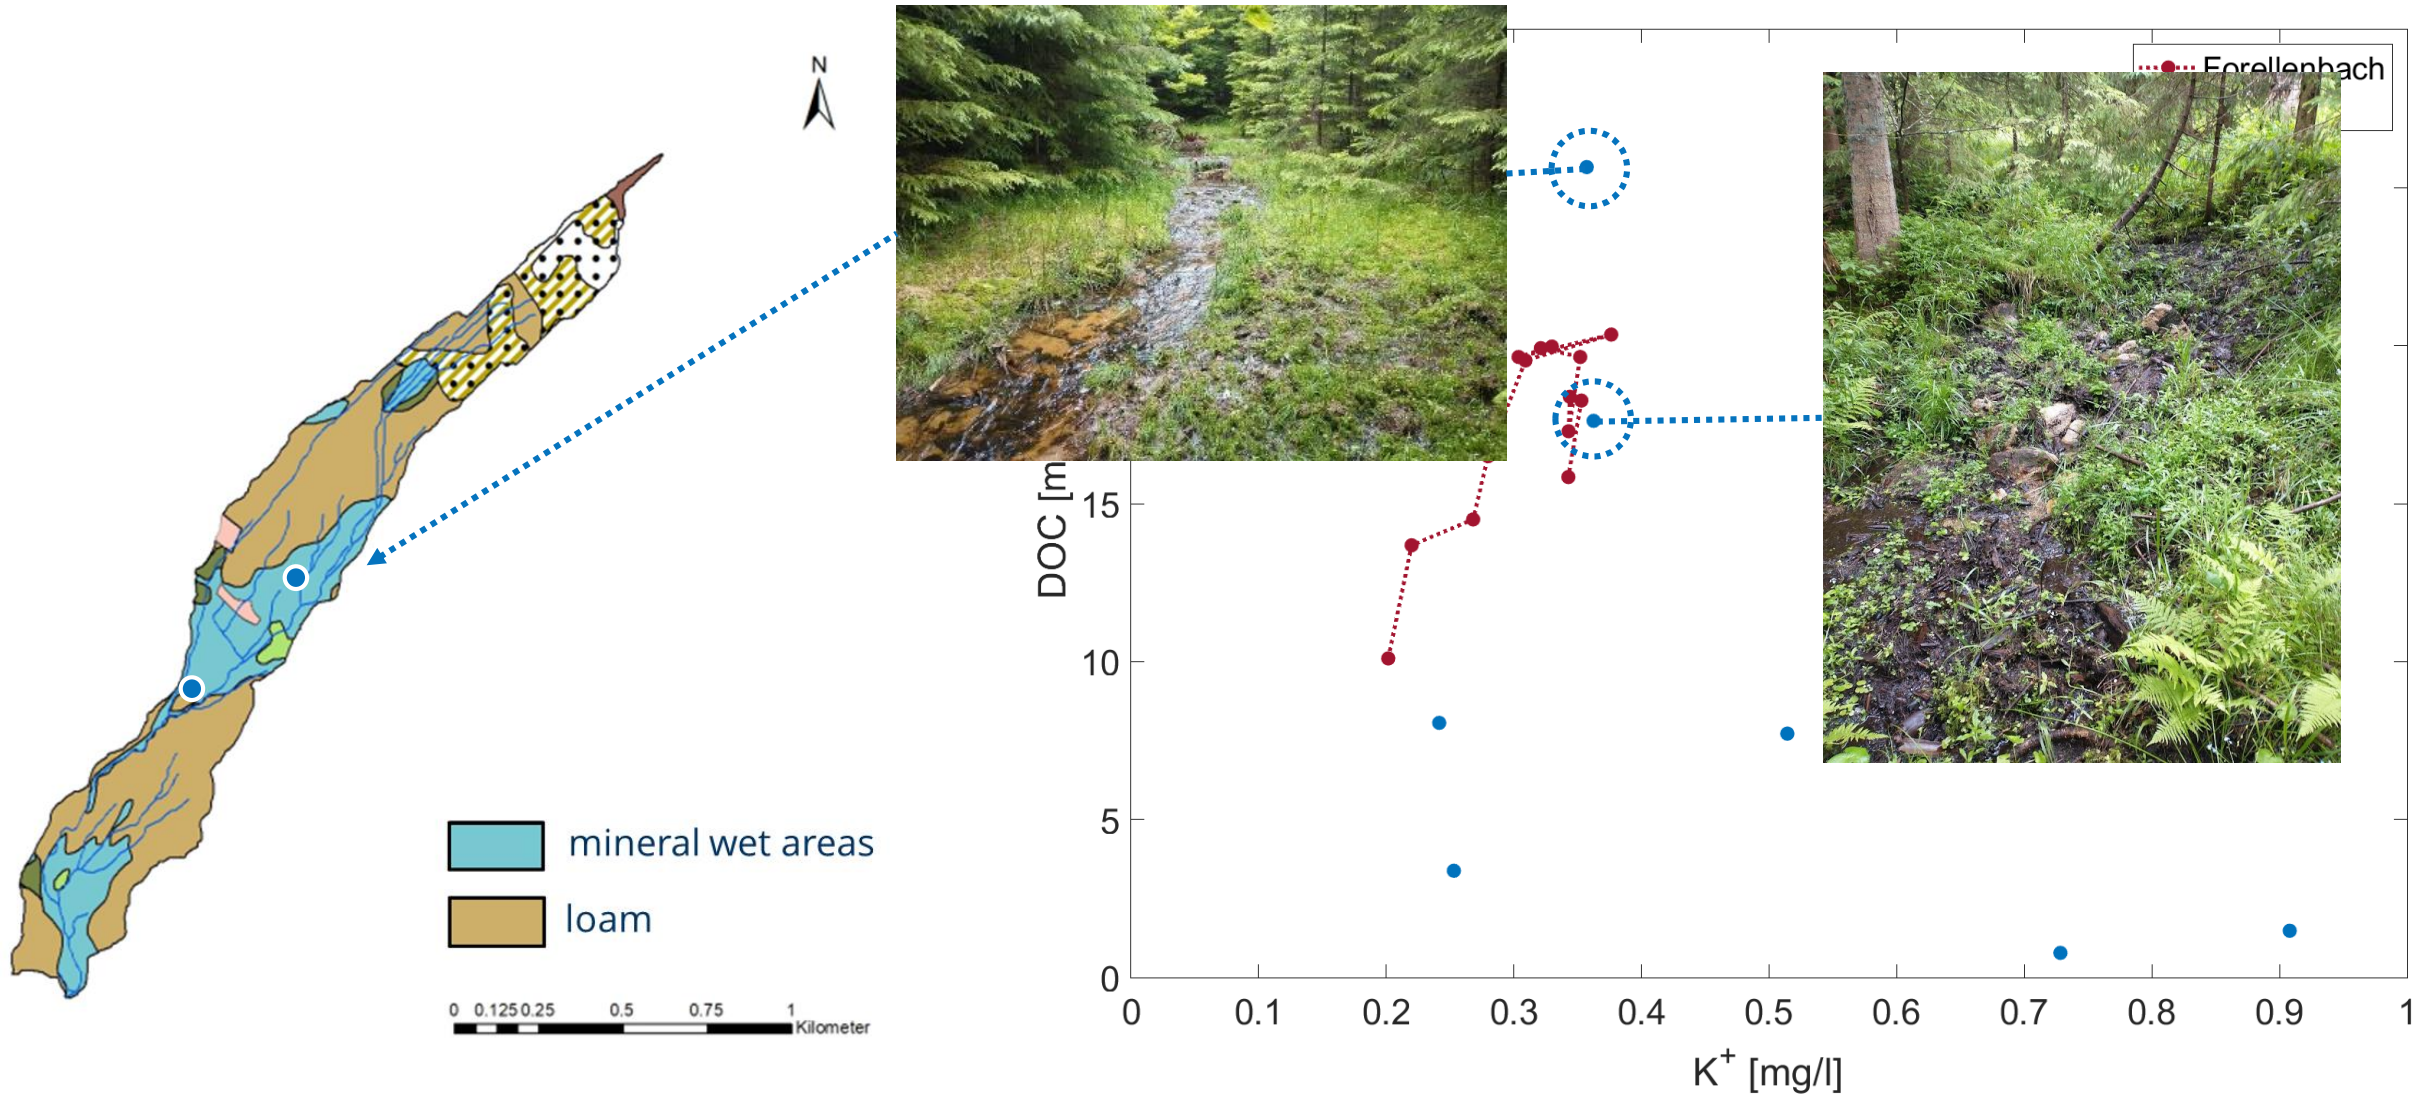 N
mineral wet areas
loam
0 0.125 0.25 0.5 0.75 1
Kilometer
Forellenbach
DOC [m
15
10
5
0
0 0.1 0.2 0.3 0.4 0.5 0.6 0.7 0.8 0.9 1
K+ [mg/l]